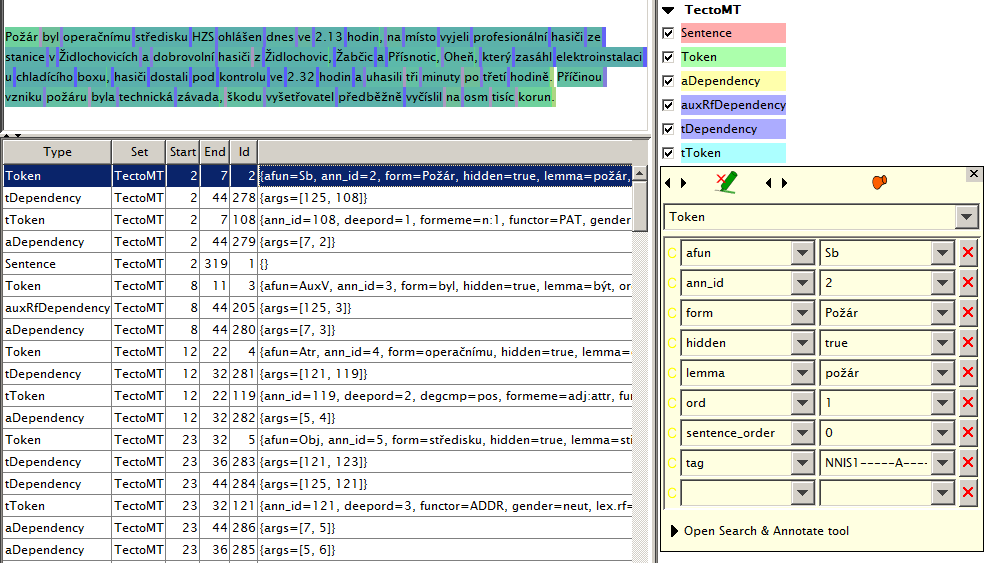 Požár byl operačnímu středisku HZS ohlášen dnes ve 2.13 hodin, na místo vyjeli profesionální hasiči ze
stanice v Židlochovicích a dobrovolní hasiči z Židlochovic, Žabčic a Přísnotic, Oheň, který zasáhl elektroinstalaci
u chladícího boxu, hasiči dostali pod kontrolu ve 2.32 hodin a uhasili tři minuty po třetí hodině. Příčinou
vzniku požáru byla technická závada, škodu vyšetřovatel předběžně vyčíslil na osm tisíc korun.
Type Set Start End Id
Token TectoMT 2 7 2 {afun=Sb, ann_id=2, form=Požár, hidden=true, lemma=požár,
tDependency TectoMT 2 44 278 {args=[125, 108]}
tToken TectoMT 2 7 108 {ann_id=108, deepord=1, formeme=n:1, functor=PAT, gender
aDependency TectoMT 2 44 279 {args=[7, 2]}
Sentence TectoMT 2 319 1 {}
Token TectoMT 8 11 3 {afun=AuxV, ann_id=3, form=byl, hidden=true, lemma=být, or
auxRfDependency TectoMT 8 44 205 {args=[125, 3]}
aDependency TectoMT 8 44 280 {args=[7, 3]}
Token TectoMT 12 22 4 {afun=Atr, ann_id=4, form=operačnímu, hidden=true, lemma=
tDependency TectoMT 12 32 281 {args=[121, 119]}
tToken TectoMT 12 22 119 {ann_id=119, deepord=2, degcmp=pos, formeme=adj:attr, fu
aDependency TectoMT 12 32 282 {args=[5, 4]}
Token TectoMT 23 32 5 {afun=Obj, ann_id=5, form=středisku, hidden=true, lemma=st
tDependency TectoMT 23 36 283 {args=[121, 123]}
tDependency TectoMT 23 44 284 {args=[125, 121]}
tToken TectoMT 23 32 121 {ann_id=121, deepord=3, functor=ADDR, gender=neut, lex.rf=
aDependency TectoMT 23 44 286 {args=[7, 5]}
aDependency TectoMT 23 36 285 {args=[5, 6]}
TectoMT
Sentence
Token
aDependency
auxRfDependency
tDependency
tToken
Token
C afun Sb
C ann_id 2
C form Požár
C hidden true
C lemma požár
C ord 1
C sentence_order 0
C tag NNIS1-----A----
C
Open Search & Annotate tool